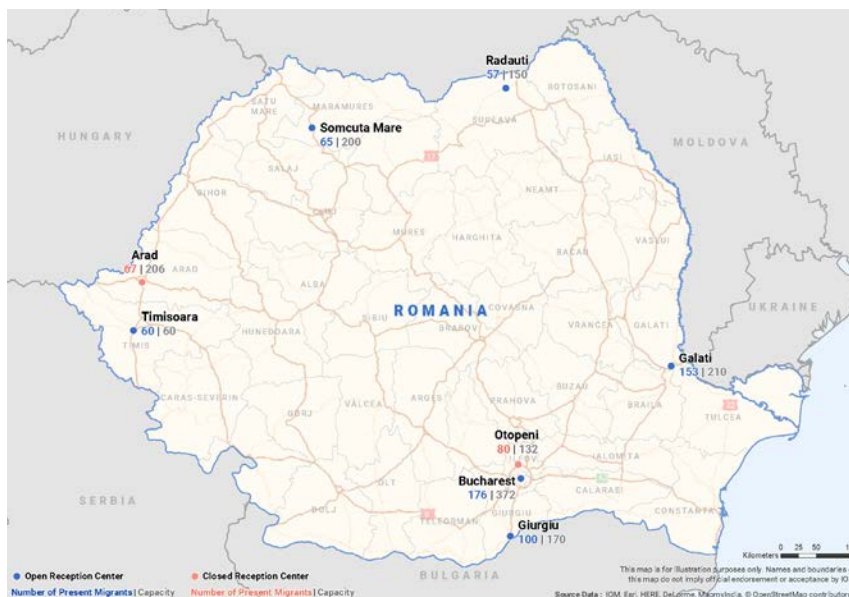 Radauti
57|150
BOTOSANI
SATU
MARE
MARAMURES
Somcuta Mare
65|200
SUCEAVA
HUNGARY
MOLDOVA
IASI
SALAJ
BIHOR
NEAMT
CLUJ
MURES
HARGHITA
VASLUI
BACAU
Arad
67|206
ARAD
ALBA
UKRAINE
ROMANIA
COVASNA
Timisoara
60|60
TIMIS
HUNEDOARA
SIBIU
BRASOV
VRANCEA
GALATI
Galati
153|210
CARAS-SEVERIN
GORJ
VÂLCEA
ARGES
PRAHOVA
BUZAU
BRAILA
TULCEA
Otopeni
80|132
ILFOV
IALOMITA
Bucharest
176|372
CALARASI
SERBIA
OLT
DOLJ
TELEORMAN
GIURGIU
CONSTANTA
Giurgiu
100|170
BULGARIA
Kilometers 0 25 50
Open Reception Center
Closed Reception Center
Number of Present Migrants|Capacity
Number of Present Migrants|Capacity
This map is for illustration purposes only. Names and boundaries
this map do not imply official endorsement or acceptance by IO
Source Data: IOM, Esri, HERE, DeLorme, MapmyIndia, © OpenStreetMap contributor